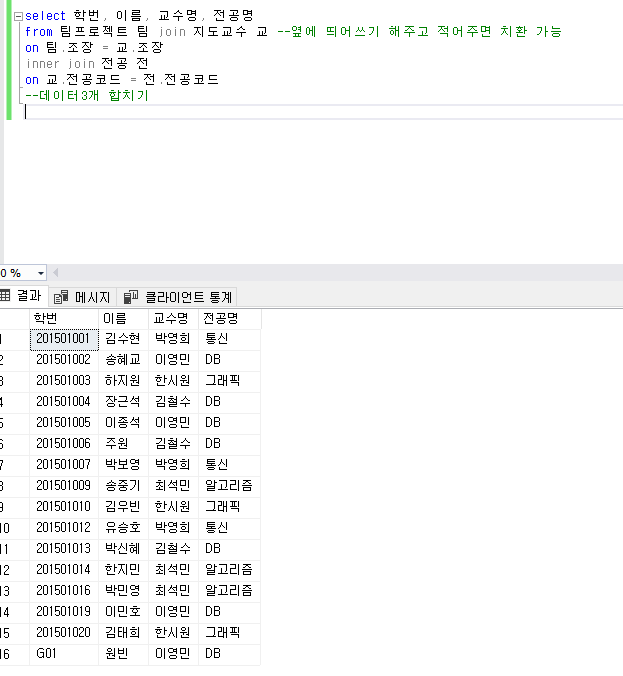 select 학번, 이름, 교수명, 전공명
from 팀프로젝트 팀 join 지도교수 교 --옆에 띄어쓰기 해주고 적어주면 치환 가능
on 팀.조장 = 교.조장
inner join 전공 전
on 교.전공코드 = 전.전공코드
--데이터3개 합치기
0 %
결과 메시지 클라이언트 통계
학번 이름 교수명 전공명
1 201501001 김수현 박영희 통신
2 201501002 송혜교 이영민 DB
3 201501003 하지원 한시원 그래픽
4 201501004 장근석 김철수 DB
5 201501005 이종석 이영민 DB
6 201501006 주원 김철수 DB
7 201501007 박보영 박영희 통신
8 201501009 송중기 최석민 알고리즘
9 201501010 김우빈 한시원 그래픽
10 201501012 유승호 박영희 통신
11 201501013 박신혜 김철수 DB
12 201501014 한지민 최석민 알고리즘
13 201501016 박민영 최석민 알고리즘
14 201501019 이민호 이영민 DB
15 201501020 김태희 한시원 그래픽
16 G01 원빈 이영민 DB